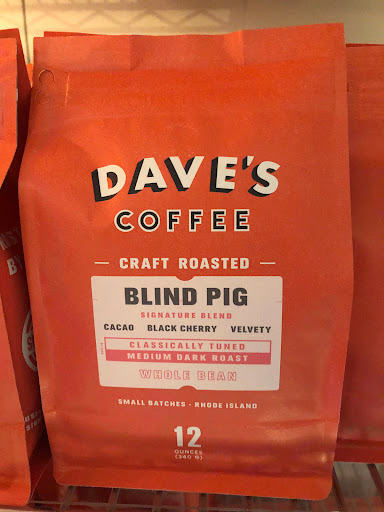 DAVE'S
COFFEE
CRAFT ROASTED
BLIND PIG
SIGNATURE BLEND
CACAO BLACK CHERRY VELVETY
CLASSICALLY TUNED
MEDIUM DARK ROAST
WHOLE BEAN
SMALL BATCHES • RHODE ISLAND
12
OUNCES
(340 G)